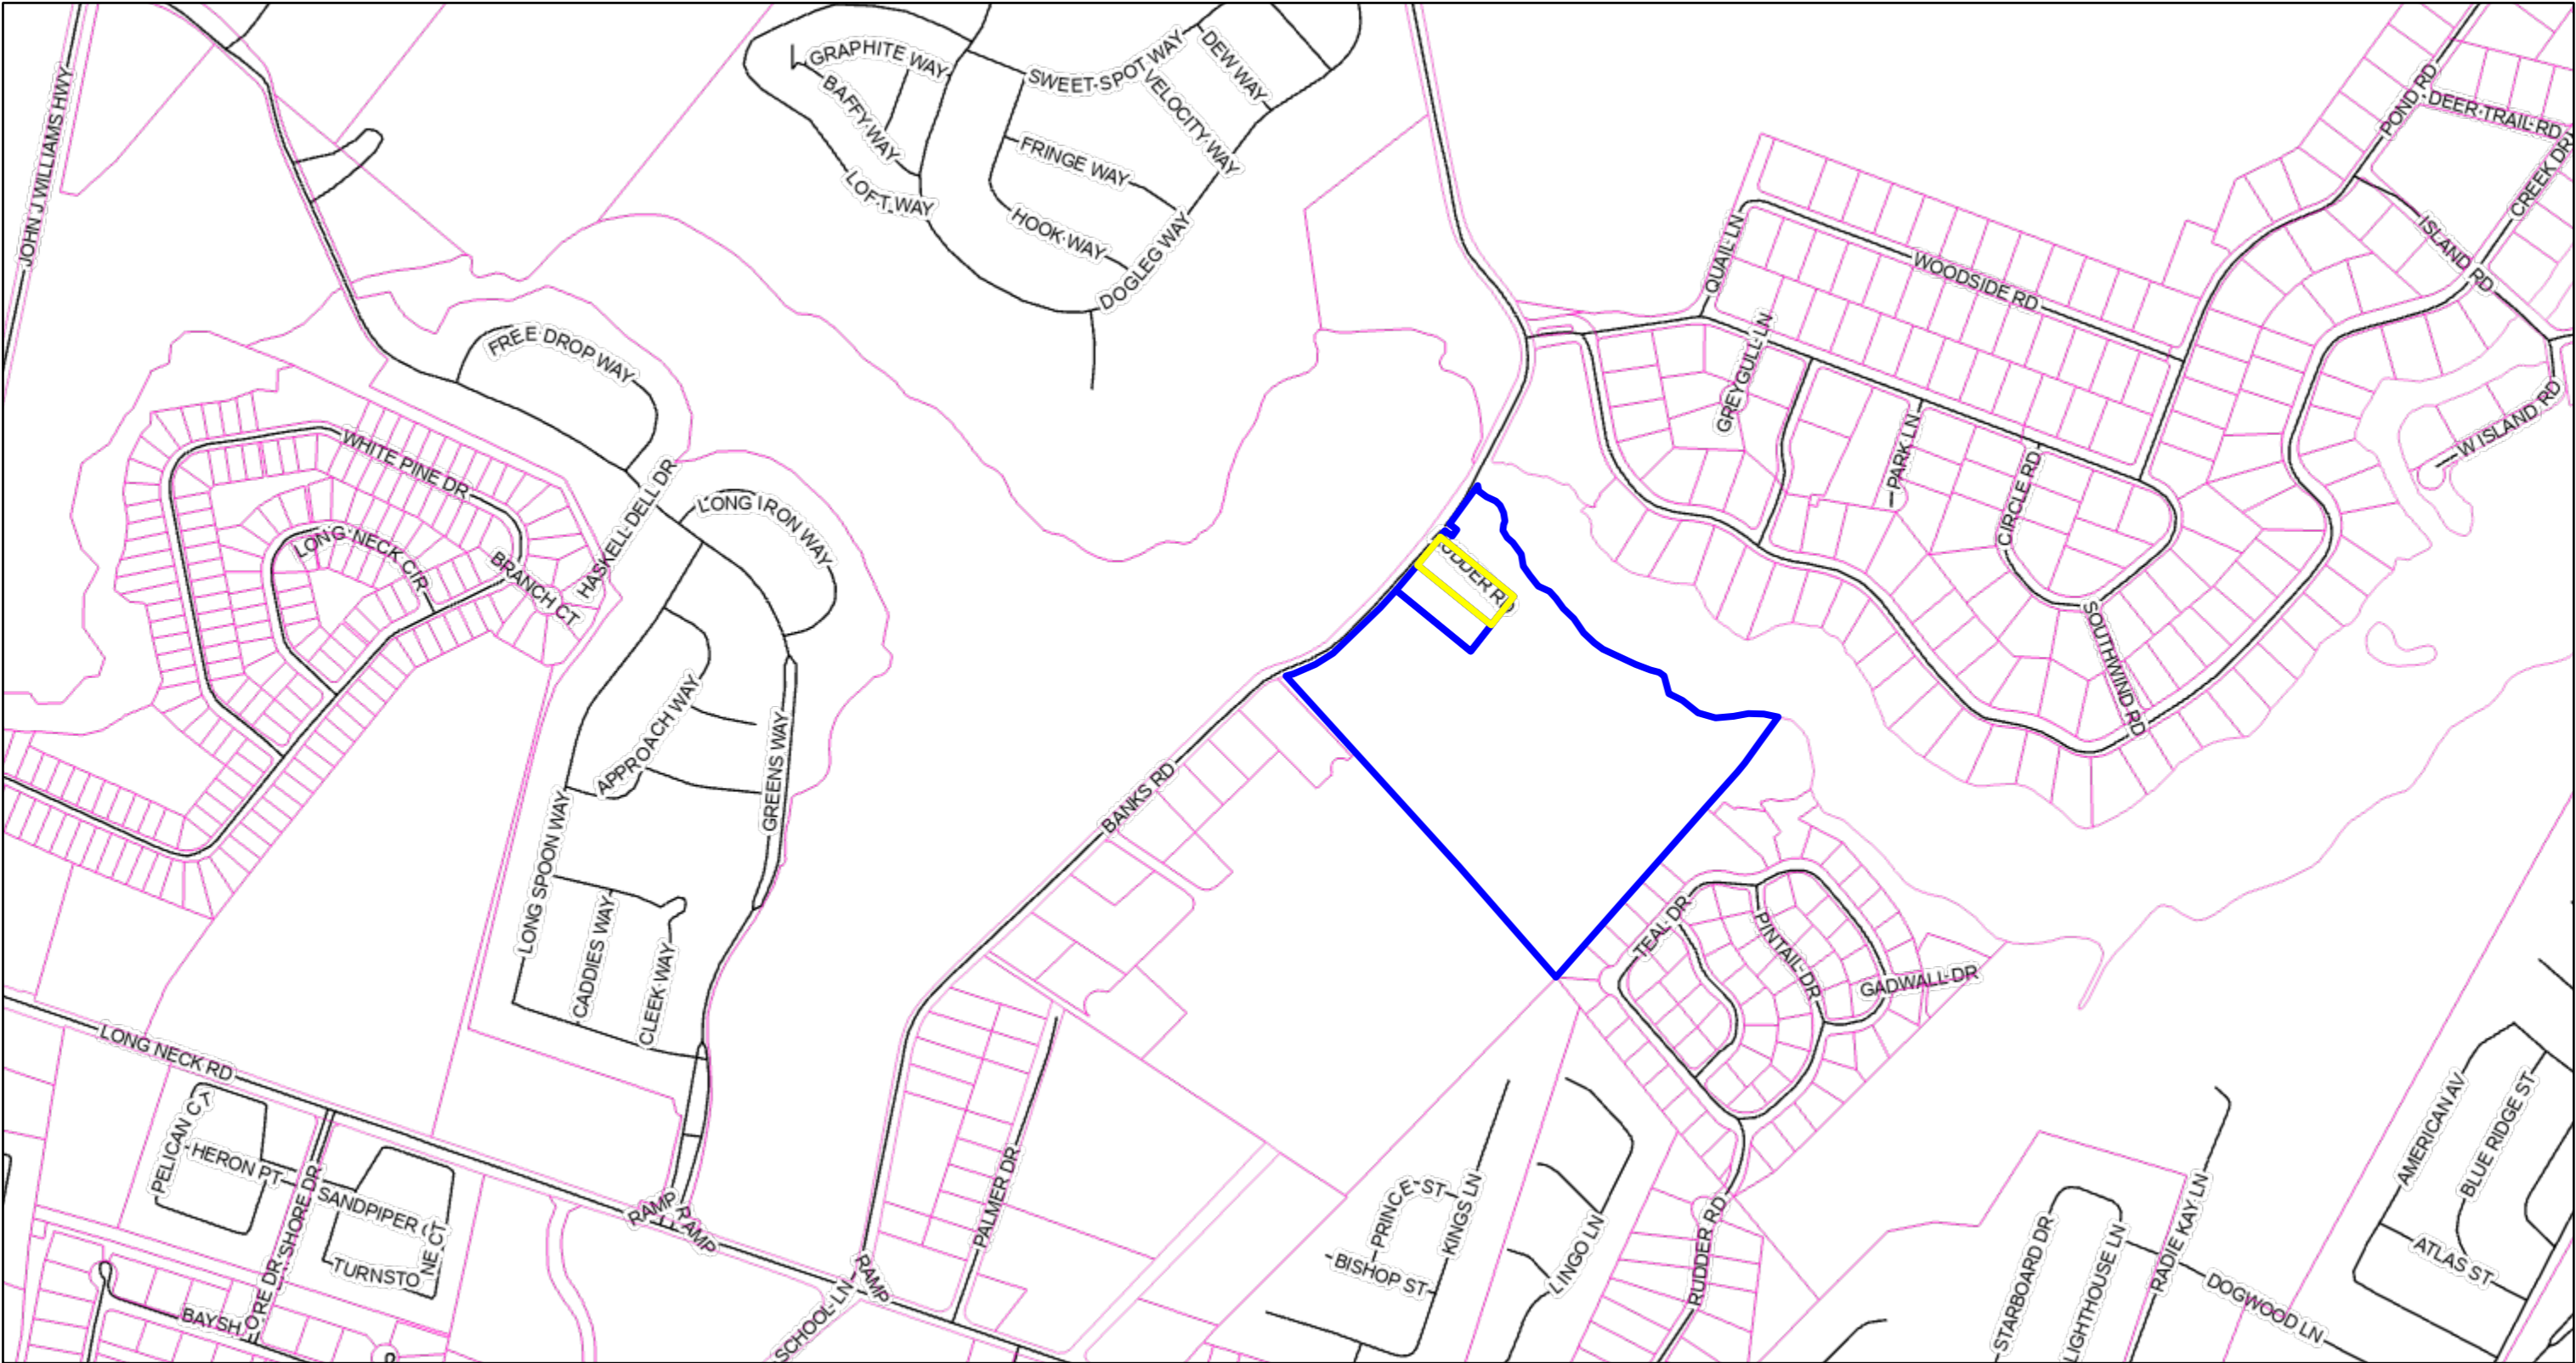 JOHN J WILLIAMS HWY
GRAPHITE WAY
BAFFY WAY
LOFT WAY
SWEET SPOT WAY
DEW WAY
VELOCITY WAY
FRINGE WAY
HOOK WAY
DOGLEG WAY
POND RD
DEER TRAIL RD
CREEK DR
ISLAND RD
W ISLAND RD
QUAIL LN
WOODSIDE RD
GREYGULL LN
PARK LN
CIRCLE RD
SOUTHWIND RD
FREE DROP WAY
WHITE PINE DR
LONG NECK CIR
BRANCH CT
HASKELL DELL DR
LONG IRON WAY
APPROACH WAY
GREENS WAY
LONG SPOON WAY
CADDIES WAY
CLEEK WAY
BANKS RD
TEAL DR
PINTAIL DR
GADWALL DR
LONG NECK RD
PELICAN CT
HERON PT
SANDPIPER CT
TURNSTONE CT
BAYSHORE DR
SHORE DR
RAMP
RAMP
RAMP
SCHOOL LN
PALMER DR
PRINCE ST
KINGS LN
BISHOP ST
LINGO LN
RUDDER RD
STARBOARD DR
LIGHTHOUSE LN
RADIE KAY LN
DOGWOOD LN
AMERICAN AV
BLUE RIDGE ST
ATLAS ST